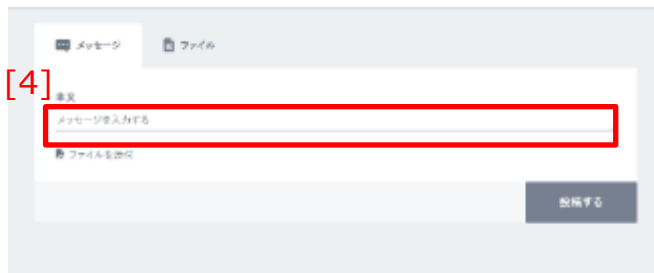 メッセージ ファイル
[4]
本文
メッセージを入力する
ファイルを添付
投稿する